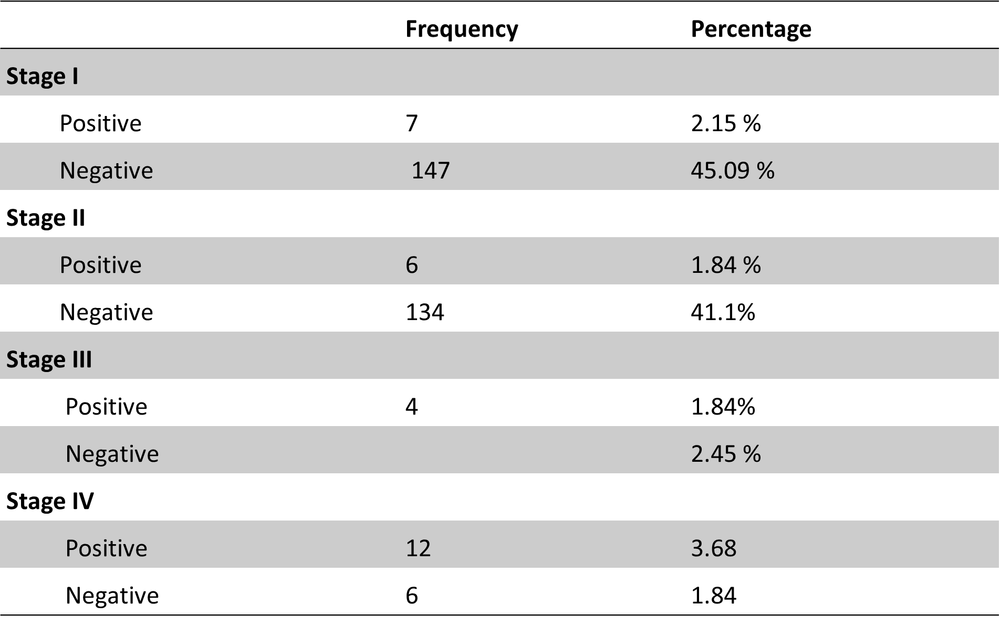 Frequency Percentage
Stage I
Positive 7 2.15 %
Negative 147 45.09 %
Stage II
Positive 6 1.84 %
Negative 134 41.1%
Stage III
Positive 4 1.84%
Negative 2.45 %
Stage IV
Positive 12 3.68
Negative 6 1.84